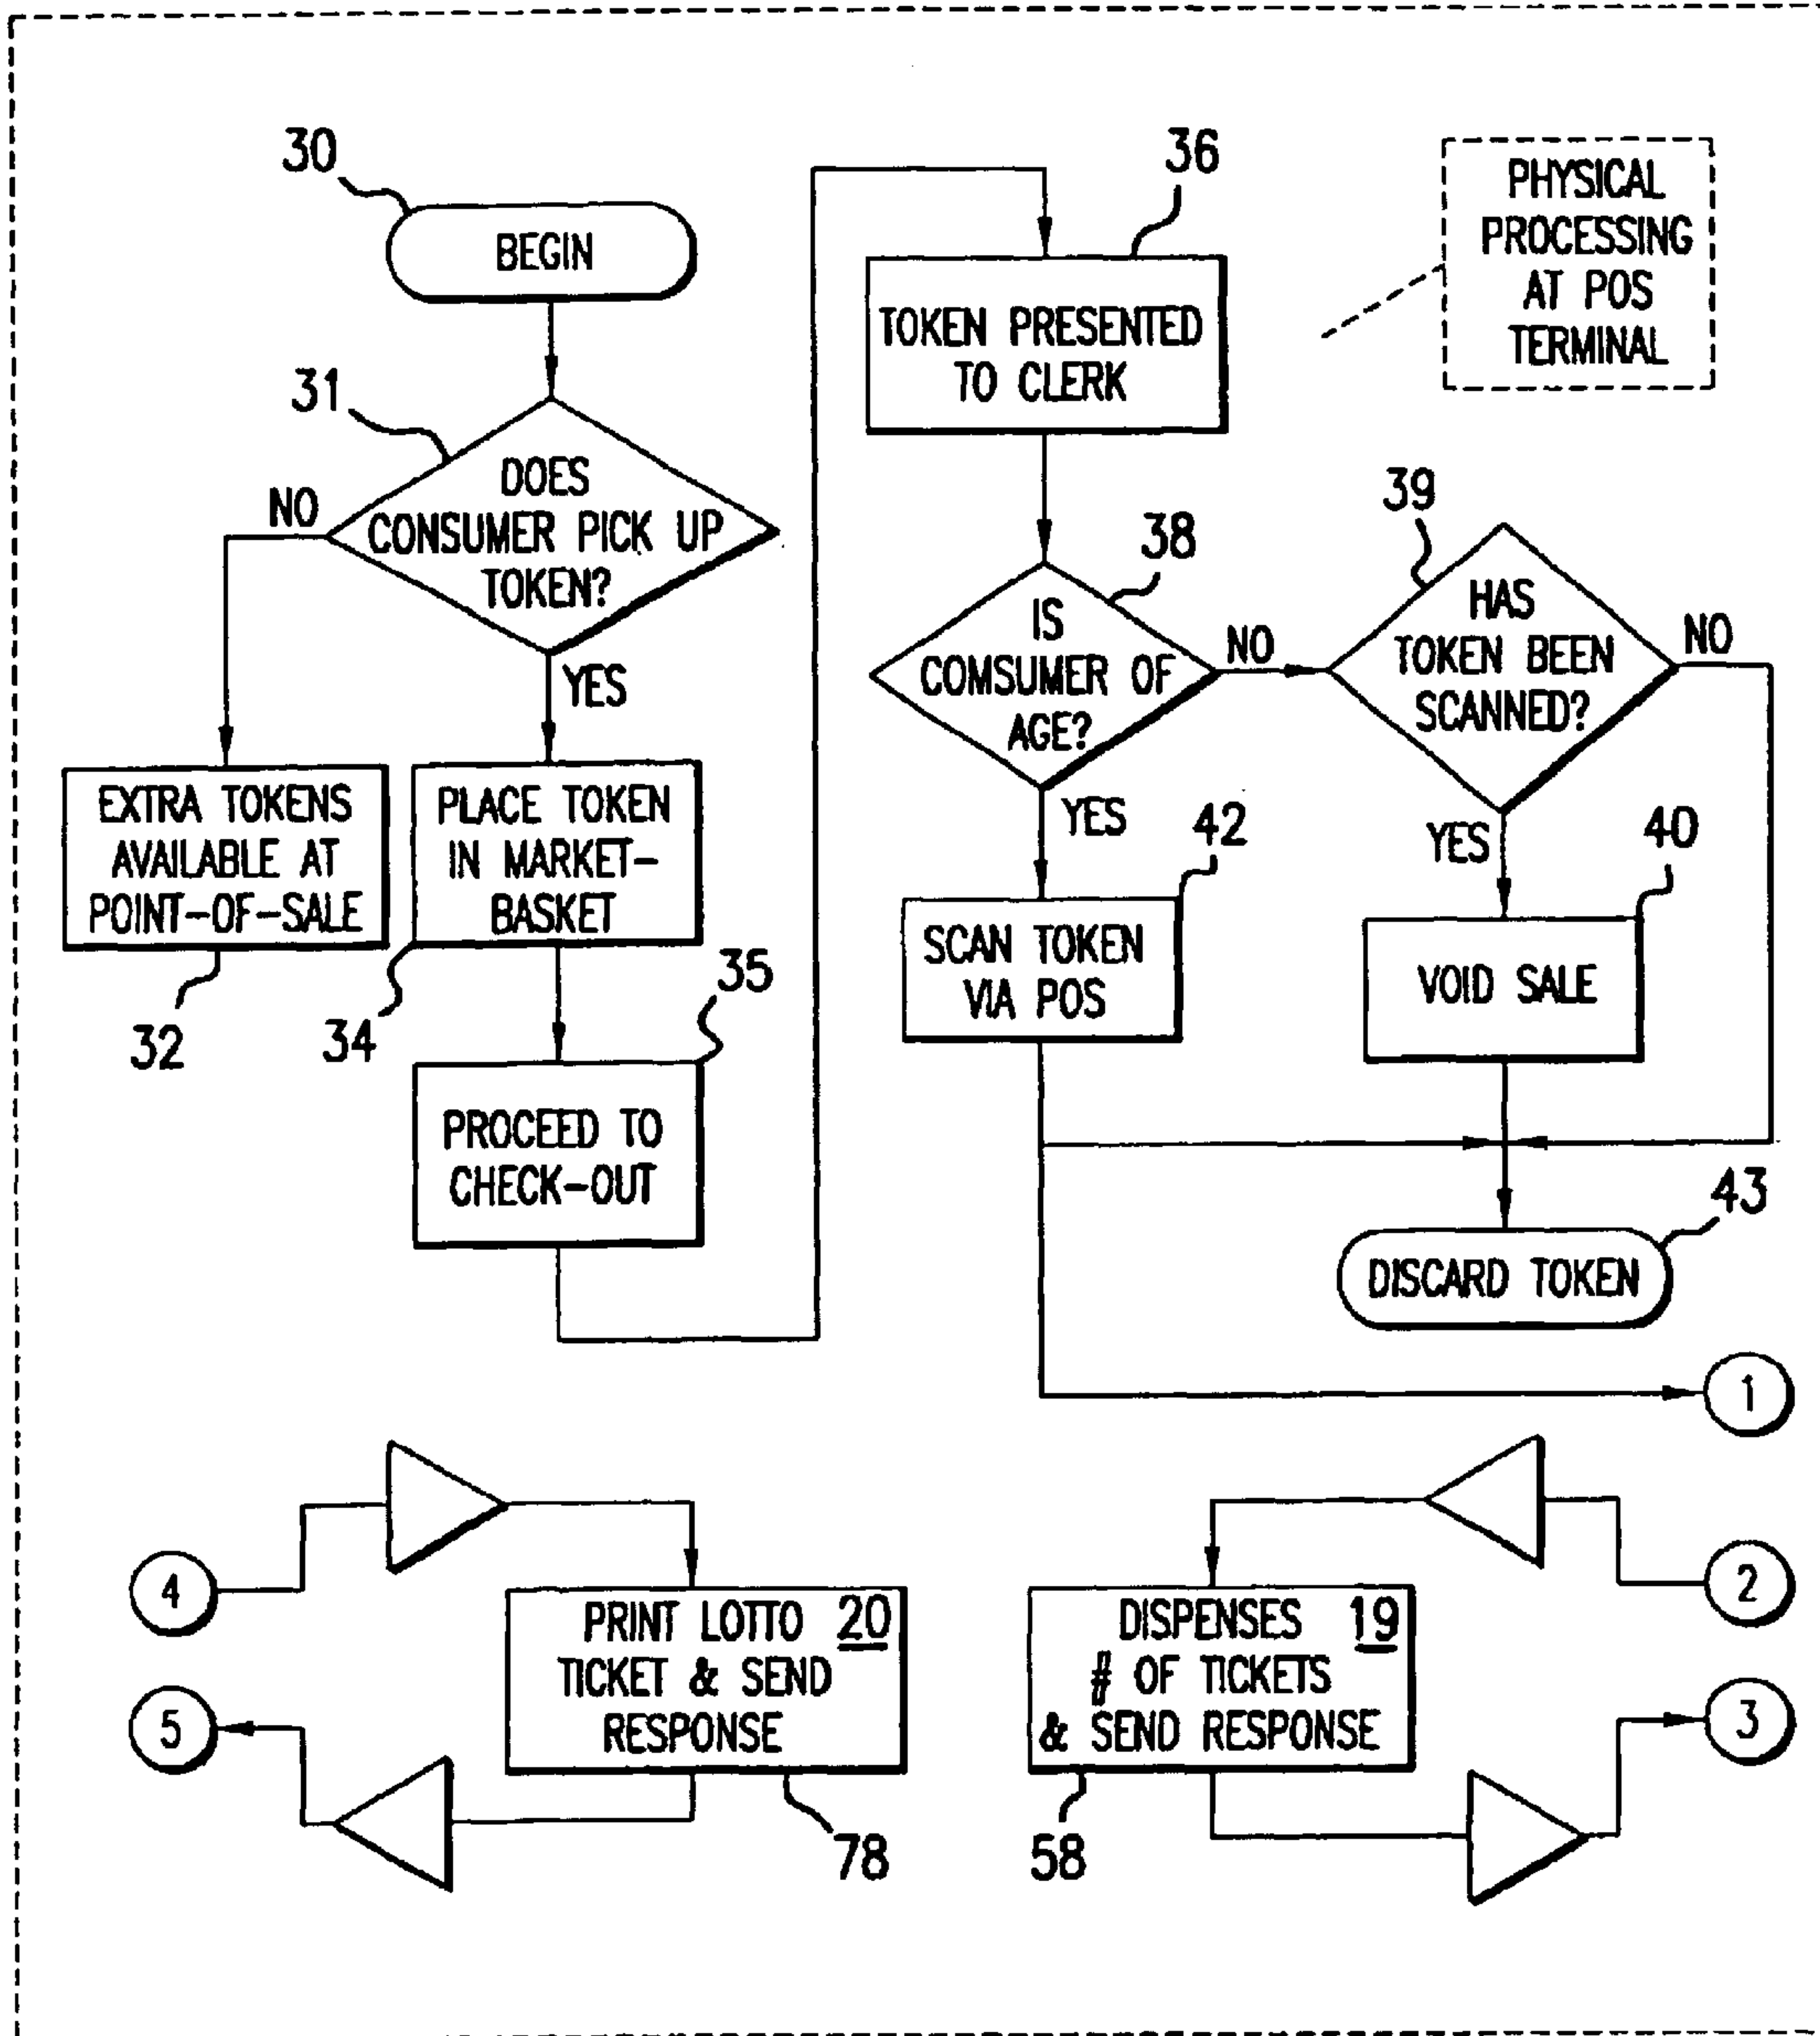 30
BEGIN
31
DOES
CONSUMER PICK UP
TOKEN?
NO
YES
EXTRA TOKENS
AVAILABLE AT
POINT-OF-SALE
32
PLACE TOKEN
IN MARKET-
BASKET
34
35
PROCEED TO
CHECK-OUT
36
TOKEN PRESENTED
TO CLERK
PHYSICAL
PROCESSING
AT POS
TERMINAL
38
IS
COMSUMER OF
AGE?
NO
YES
39
HAS
TOKEN BEEN
SCANNED?
NO
YES
42
SCAN TOKEN
VIA POS
40
VOID SALE
43
DISCARD TOKEN
1
4
PRINT LOTTO 20
TICKET & SEND
RESPONSE
5
78
2
DISPENSES 19
# OF TICKETS
& SEND RESPONSE
3
58